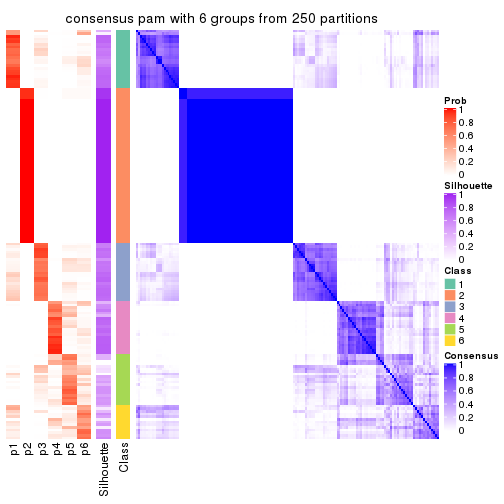 consensus pam with 6 groups from 250 partitions
Prob
1
0.8
0.6
0.4
0.2
0
Silhouette
1
0.8
0.6
0.4
0.2
0
Class
1
2
3
4
5
6
Consensus
1
0.8
0.6
0.4
0.2
0
p1
p2
p3
p4
p5
p6
Silhouette
Class